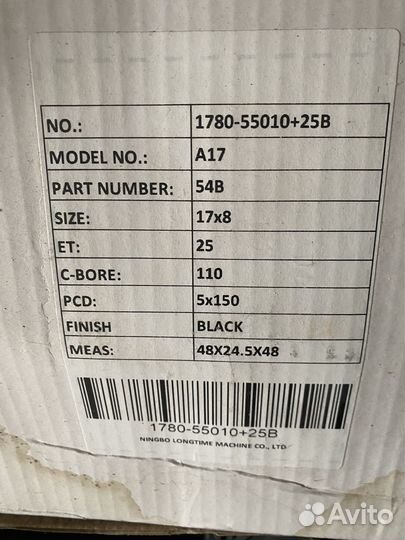 NO.: 1780-55010+25B
MODEL NO.: A17
PART NUMBER: 54B
SIZE: 17x8
ET: 25
C-BORE: 110
PCD: 5x150
FINISH BLACK
MEAS: 48X24.5X48
1780-55010+25B
NINGBO LONGTIME MACHINE CO., LTD
Avito